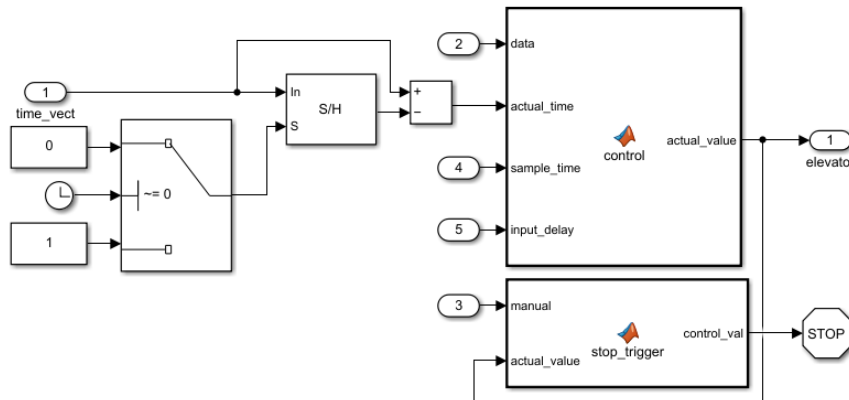 1
time_vect
0
~= 0
1
In
S/H
S
+
−
2
data
actual_time
4
sample_time
5
input_delay
control
actual_value
1
elevato
3
manual
actual_value
stop_trigger
control_val
STOP